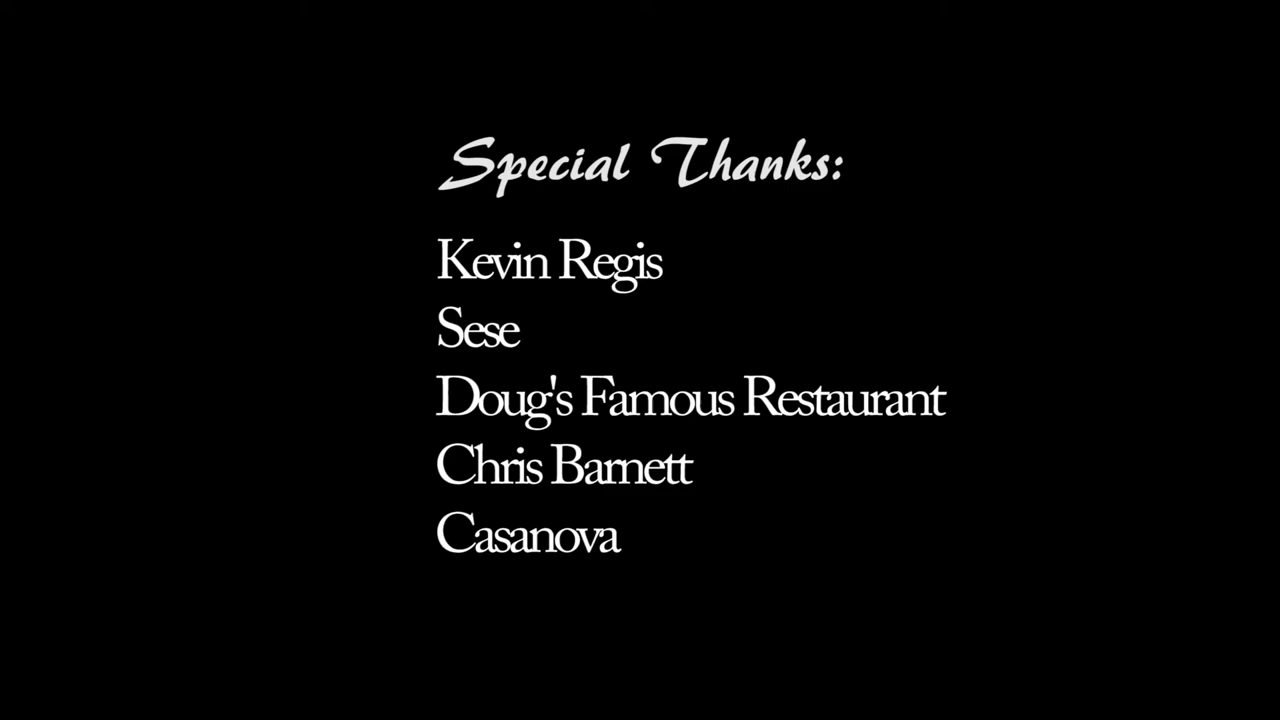 Special Thanks:
Kevin Regis
Sese
Doug's Famous Restaurant
Chris Barnett
Casanova